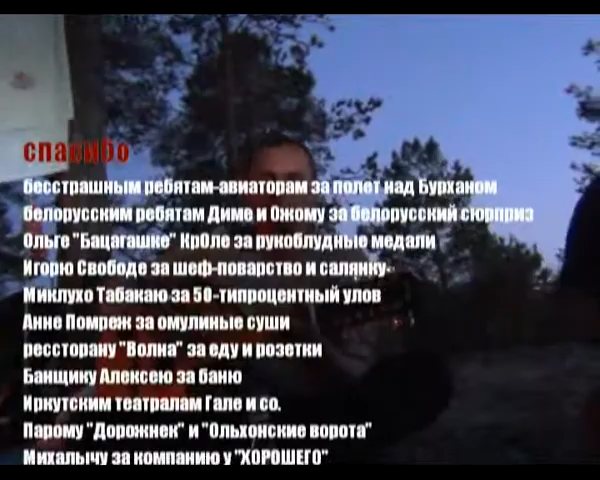 спасибо
бесстрашным ребятам-авиаторам за полет над Бурханом
белорусским ребятам Диме и Ожому за белорусский сюрприз
Ольге "Бацагашке" КрОле за рукоблудные медали
Игорю Свободе за шеф-поварство и салянку
Миклухо Табакаю за 50-типроцентный улов
Анне Помреж за омулиные суши
рессторану "Волна" за еду и розетки
Банщику Алексею за баню
Иркутским театралам Гале и со.
Парому "Дорожнек" и "Ольхонские ворота"
Михалычу за компанию у "ХОРОШЕГО"